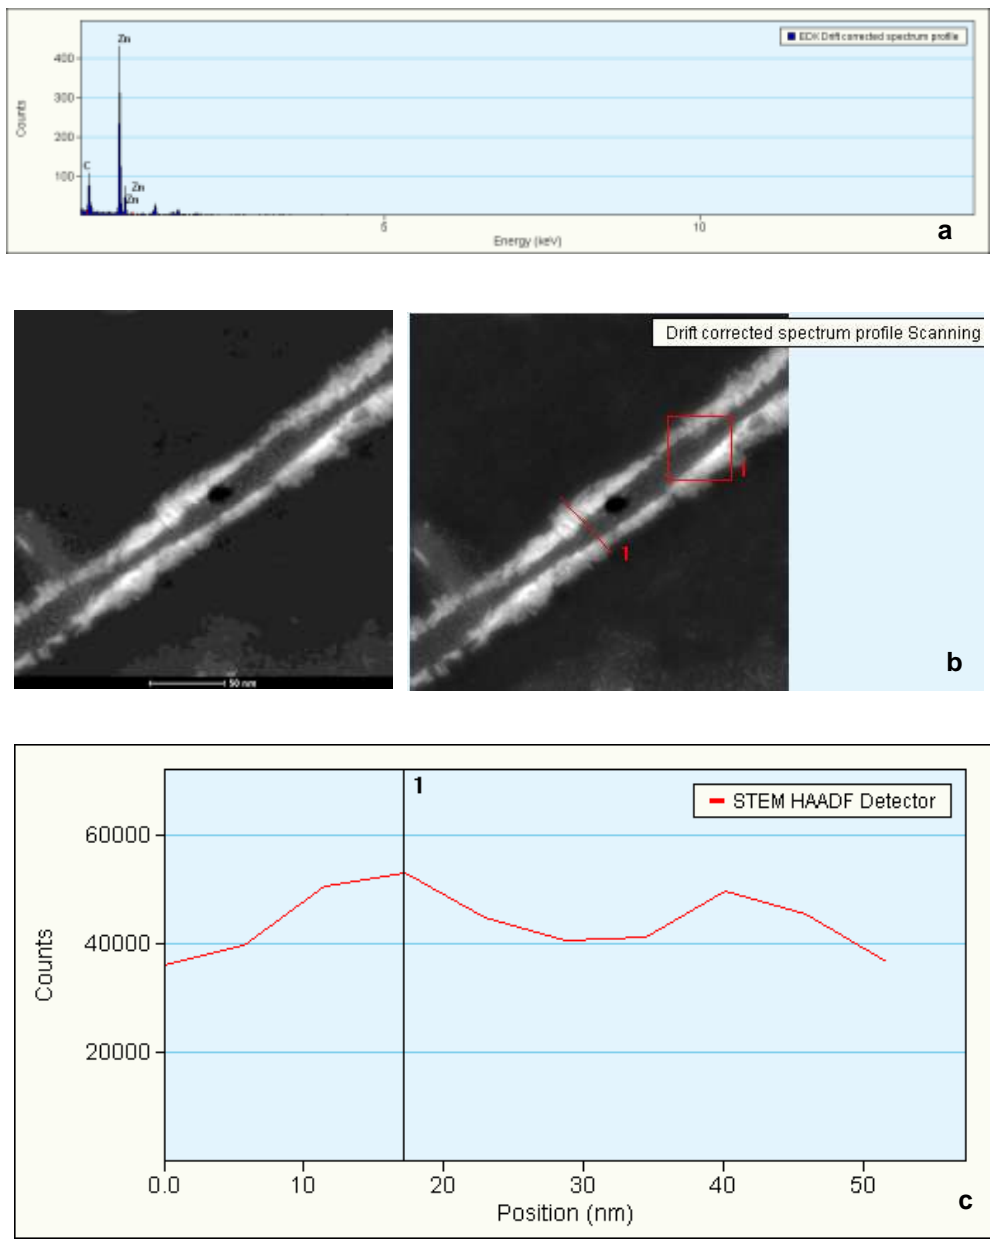 Zn
EDX Drift corrected spectrum profile
400
300
200
100
Counts
C
Zn
Zn
5
10
Energy (keV)
a
50 nm
Drift corrected spectrum profile Scanning
1
1
b
1
STEM HAADF Detector
60000
40000
20000
Counts
0.0
10
20
30
40
50
Position (nm)
c